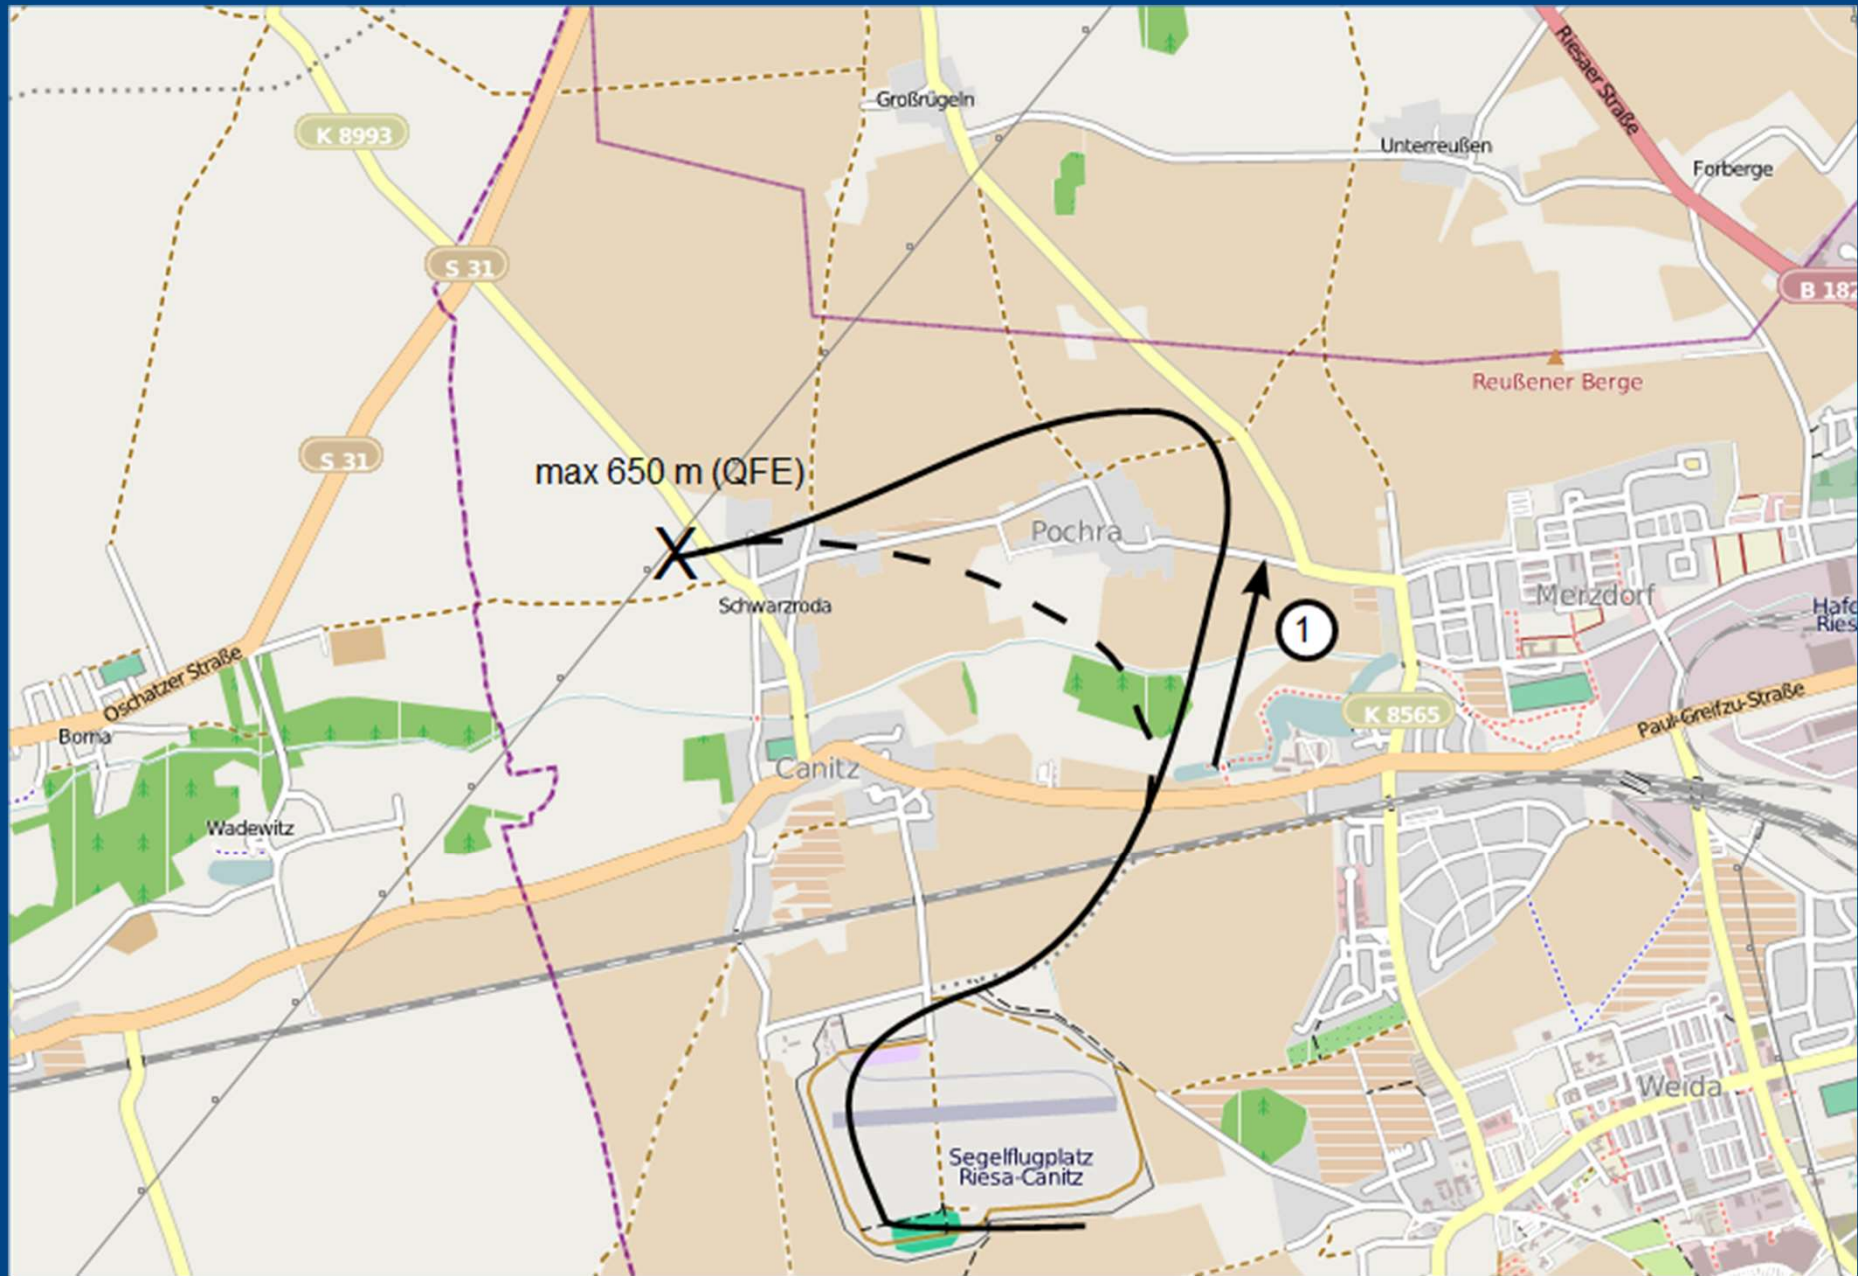 Riesaer Straße
Großrügeln
K 8993
Unterreußen
Forberge
S 31
B 182
Reußener Berge
S 31
max 650 m (QFE)
X
Pochra
Merzdorf
Schwarzroda
1
Oschatzer Straße
Borna
K 8565
Paul-Greifzu-Straße
Canitz
Wadewitz
Weida
Segelflugplatz
Riesa-Canitz